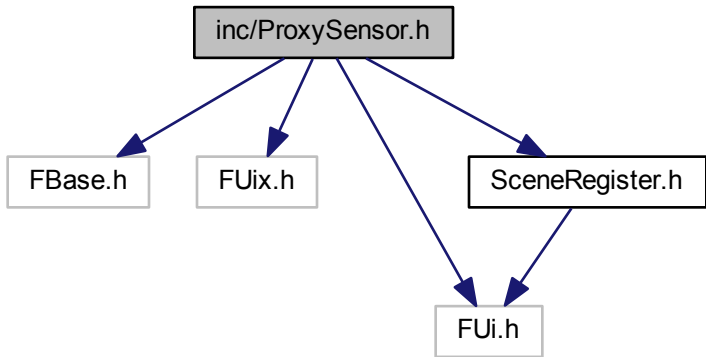 inc/ProxySensor.h
FBase.h
FUix.h
SceneRegister.h
FUi.h